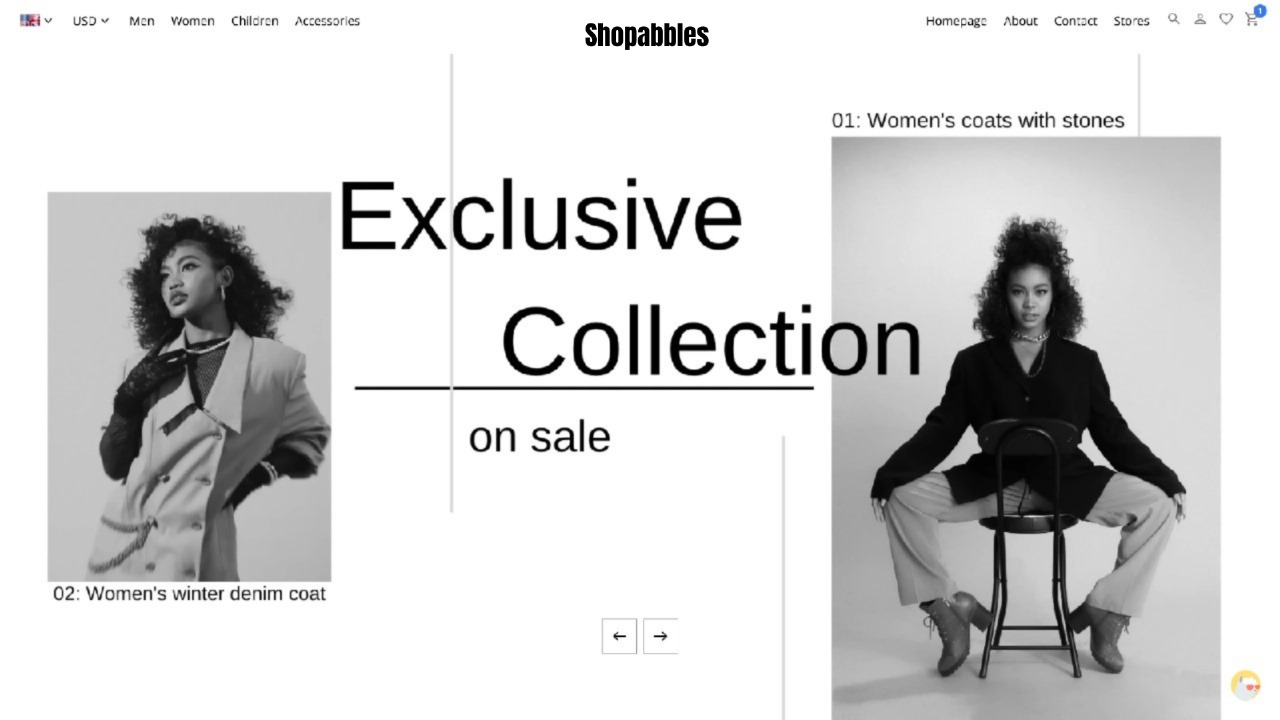 USD Men Women Children Accessories
Shopabbles
Homepage About Contact Stores
1
01: Women's coats with stones
Exclusive
Collection
on sale
02: Women's winter denim coat